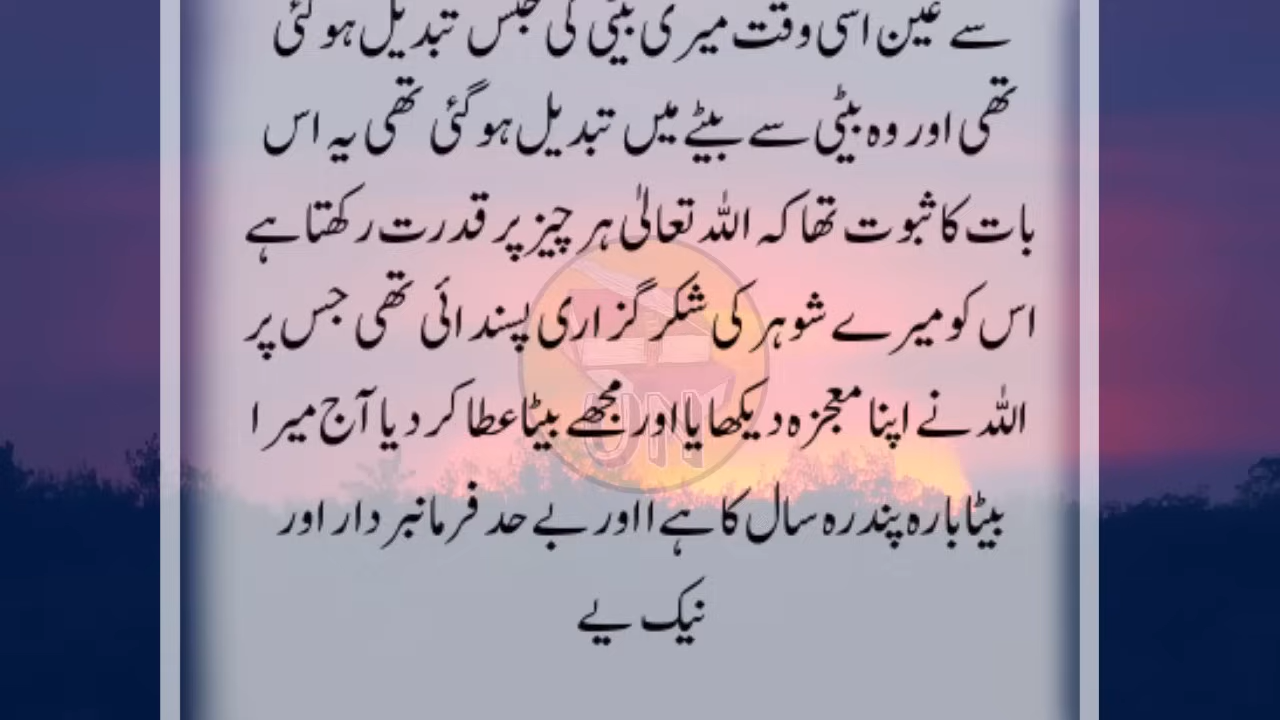 سے عین اسی وقت میری بیٹی کی جنس تبدیل ہو گئی
تھی اور وہ بیٹی سے بیٹے میں تبدیل ہو گئی تھی یہ اس
بات کا ثبوت تھا کہ اللہ تعالیٰ ہر چیز پر قدرت رکھتا ہے
اس کو میرے شوہر کی شکر گزاری پسند ائی تھی جس پر
اللہ نے اپنا معجزہ دیکھایا اور مجھے بیٹا عطا کر دیا آج میرا
بیٹا بارہ پندرہ سال کا ہے ااور بے حد فرمانبردار اور
نیک یے
UNI